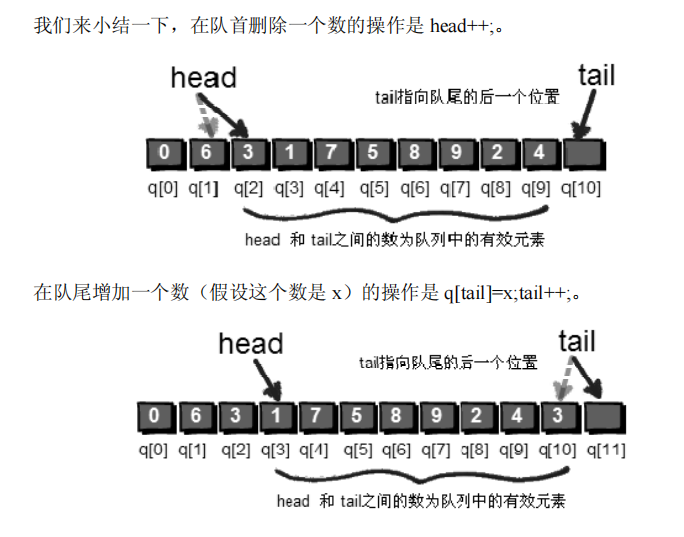 我们来小结一下，在队首删除一个数的操作是 head++;。
head tail
tail指向队尾的后一个位置
0 6 3 1 7 5 8 9 2 4
q[0] q[1] q[2] q[3] q[4] q[5] q[6] q[7] q[8] q[9] q[10]
head 和 tail之间的数为队列中的有效元素
在队尾增加一个数（假设这个数是 x）的操作是 q[tail]=x;tail++;。
head tail
tail指向队尾的后一个位置
0 6 3 1 7 5 8 9 2 4 3
q[0] q[1] q[2] q[3] q[4] q[5] q[6] q[7] q[8] q[9] q[10] q[11]
head 和 tail之间的数为队列中的有效元素